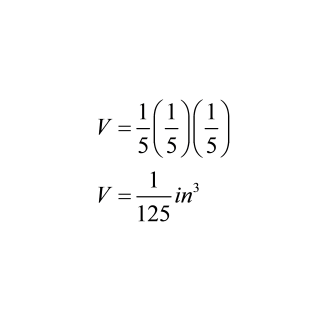 V = 1/5 (1/5) (1/5)
V = 1/125 in³